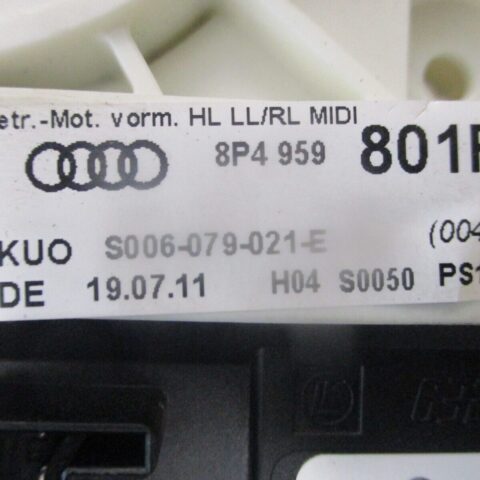 etr.-Mot. vorm. HL LL/RL MIDI
8P4 959 801
KUO S006-079-021-E (004
DE 19.07.11 H04 S0050 PS1